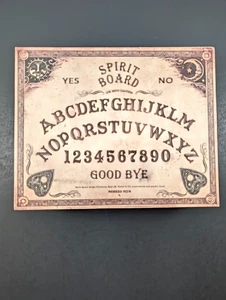 SPIRIT
BOARD
YES NO
ABCDEFGHIJKLM
NOPQRSTUVWXYZ
1234567890
GOOD BYE